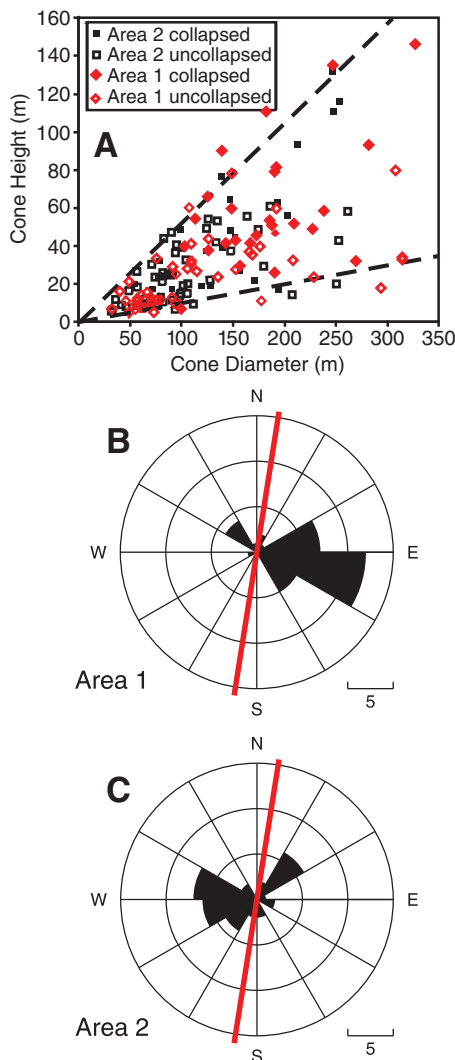 160
140
120
100
80
60
40
20
0
Cone Height (m)
Area 2 collapsed
Area 2 uncollapsed
Area 1 collapsed
Area 1 uncollapsed
A
0 50 100 150 200 250 300 350
Cone Diameter (m)
B
N
W
E
S
Area 1
5
C
N
W
E
S
Area 2
5